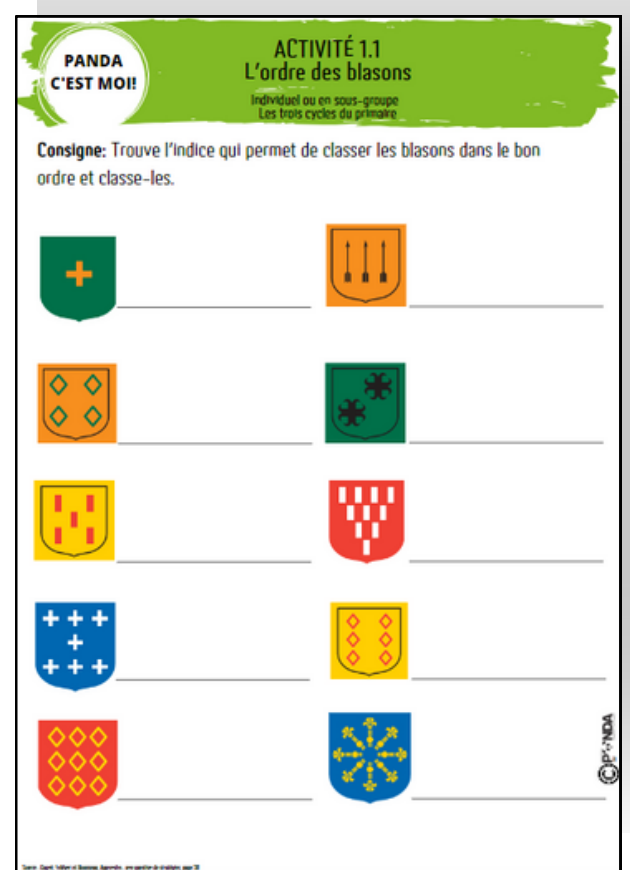 PANDA
C'EST MOI!
ACTIVITÉ 1.1
L'ordre des blasons
Individuel ou en sous-groupe
Les trois cycles du primaire
Consigne: Trouve l'indice qui permet de classer les blasons dans le bon
ordre et classe-les.